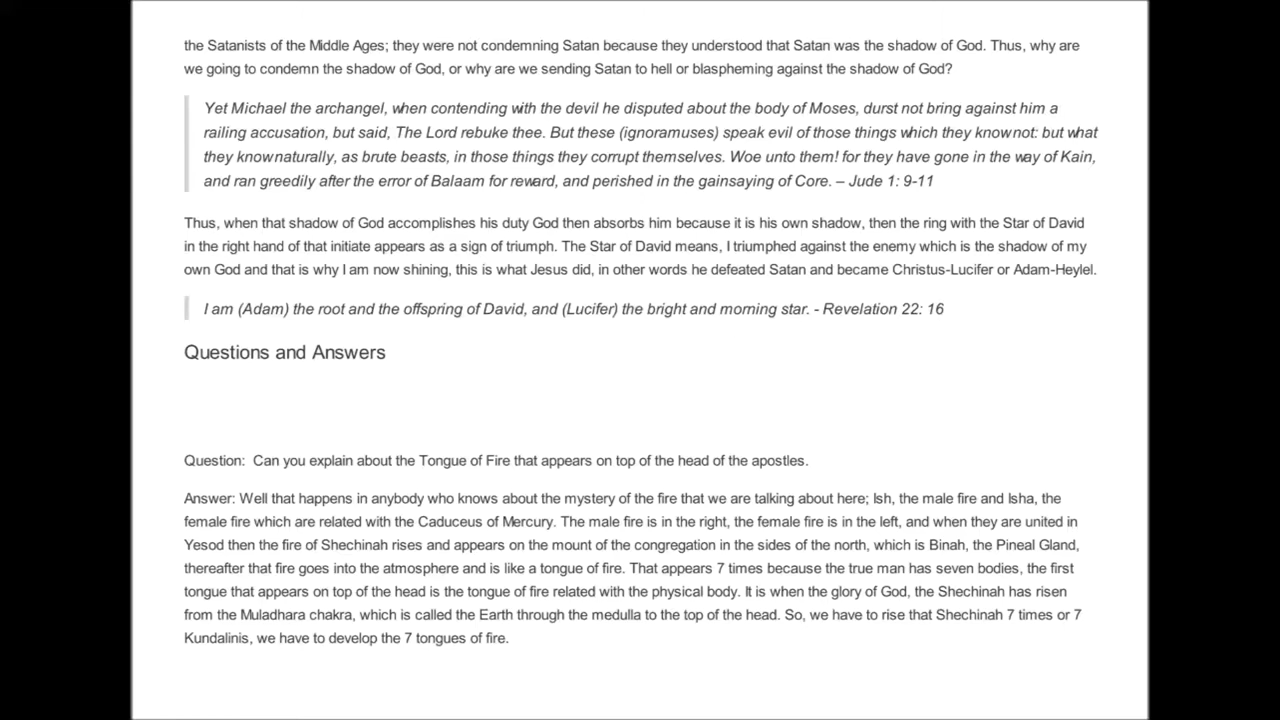 the Satanists of the Middle Ages; they were not condemning Satan because they understood that Satan was the shadow of God. Thus, why are
we going to condemn the shadow of God, or why are we sending Satan to hell or blaspheming against the shadow of God?
Yet Michael the archangel, when contending with the devil he disputed about the body of Moses, durst not bring against him a
railing accusation, but said, The Lord rebuke thee. But these (ignoramuses) speak evil of those things which they know not: but what
they know naturally, as brute beasts, in those things they corrupt themselves. Woe unto them! for they have gone in the way of Kain,
and ran greedily after the error of Balaam for reward, and perished in the gainsaying of Core. – Jude 1: 9-11
Thus, when that shadow of God accomplishes his duty God then absorbs him because it is his own shadow, then the ring with the Star of David
in the right hand of that initiate appears as a sign of triumph. The Star of David means, I triumphed against the enemy which is the shadow of my
own God and that is why I am now shining, this is what Jesus did, in other words he defeated Satan and became Christus-Lucifer or Adam-Heylel.
I am (Adam) the root and the offspring of David, and (Lucifer) the bright and morning star. - Revelation 22: 16
Questions and Answers
Question:  Can you explain about the Tongue of Fire that appears on top of the head of the apostles.
Answer: Well that happens in anybody who knows about the mystery of the fire that we are talking about here; Ish, the male fire and Isha, the
female fire which are related with the Caduceus of Mercury. The male fire is in the right, the female fire is in the left, and when they are united in
Yesod then the fire of Shechinah rises and appears on the mount of the congregation in the sides of the north, which is Binah, the Pineal Gland,
thereafter that fire goes into the atmosphere and is like a tongue of fire. That appears 7 times because the true man has seven bodies, the first
tongue that appears on top of the head is the tongue of fire related with the physical body. It is when the glory of God, the Shechinah has risen
from the Muladhara chakra, which is called the Earth through the medulla to the top of the head. So, we have to rise that Shechinah 7 times or 7
Kundalinis, we have to develop the 7 tongues of fire.